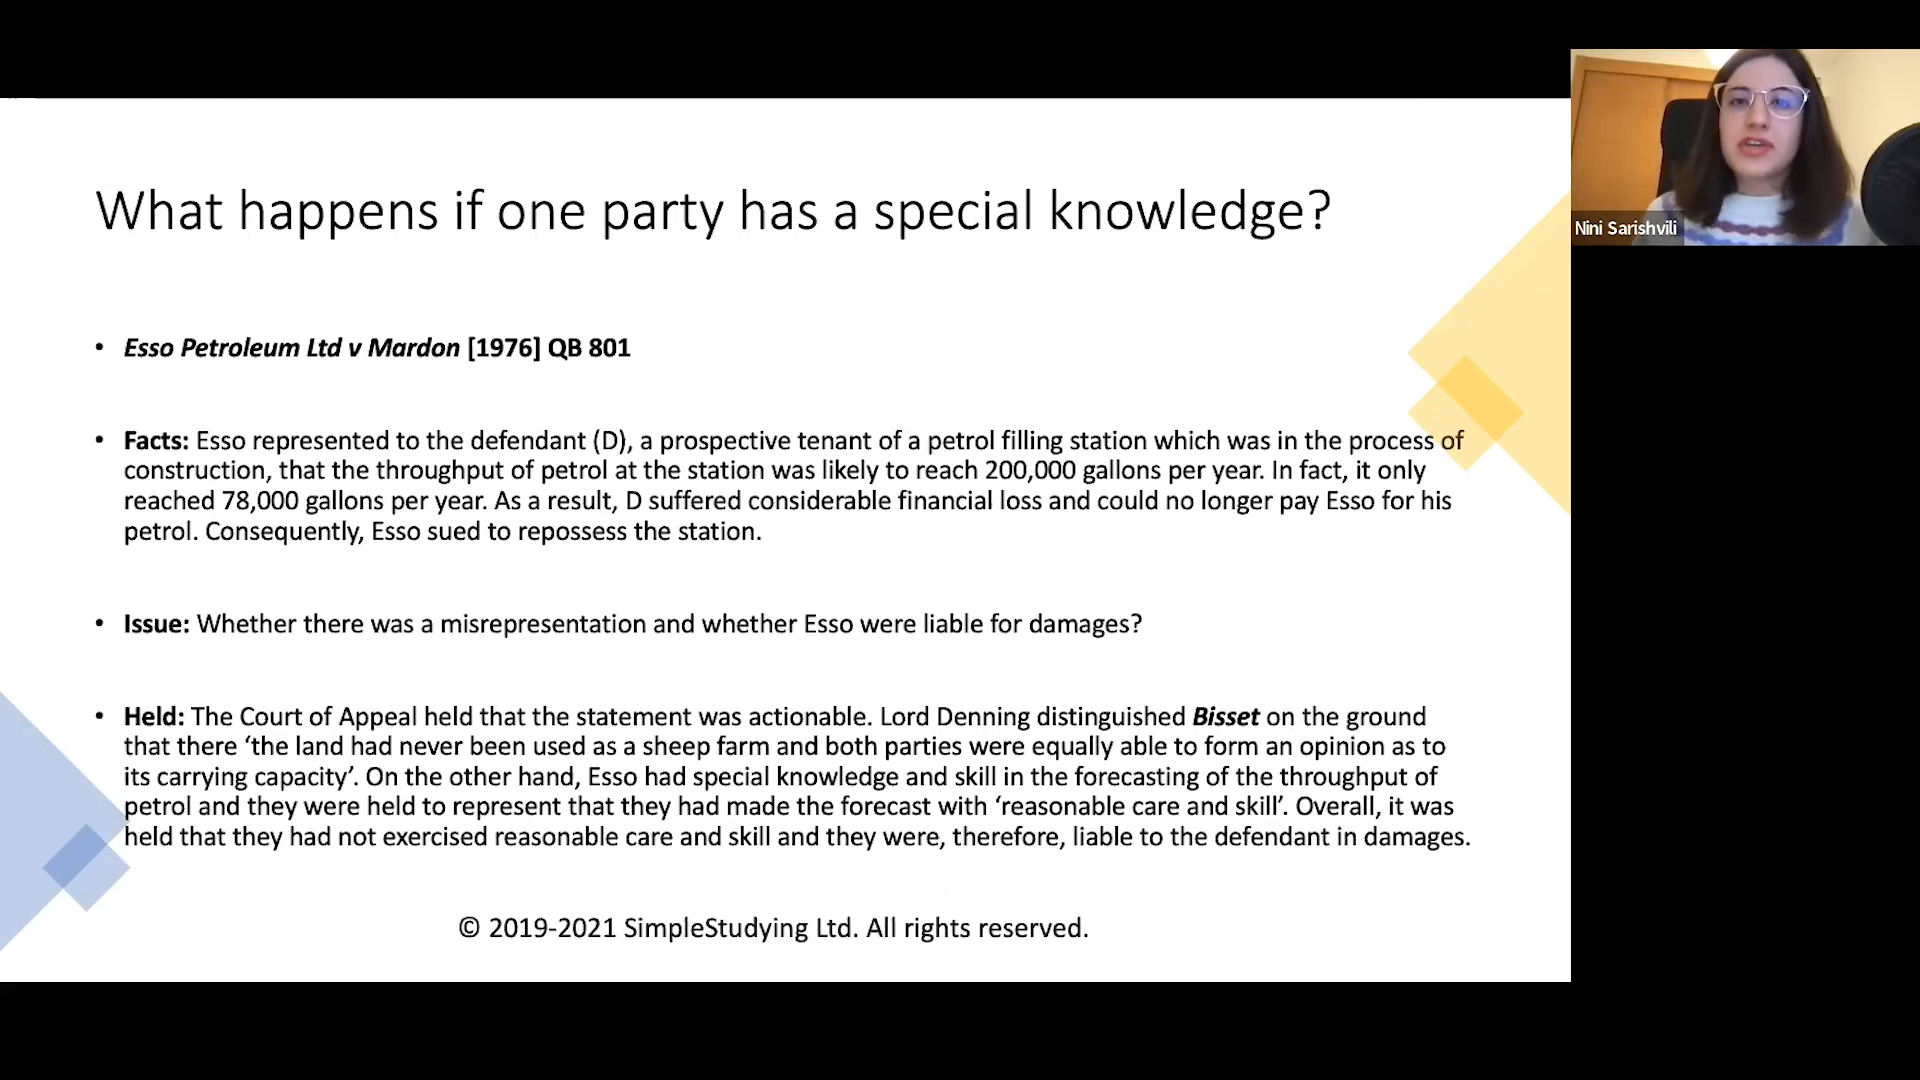 What happens if one party has a special knowledge?
Nini Sarishvili
• Esso Petroleum Ltd v Mardon [1976] QB 801
• Facts: Esso represented to the defendant (D), a prospective tenant of a petrol filling station which was in the process of
construction, that the throughput of petrol at the station was likely to reach 200,000 gallons per year. In fact, it only
reached 78,000 gallons per year. As a result, D suffered considerable financial loss and could no longer pay Esso for his
petrol. Consequently, Esso sued to repossess the station.
• Issue: Whether there was a misrepresentation and whether Esso were liable for damages?
• Held: The Court of Appeal held that the statement was actionable. Lord Denning distinguished Bisset on the ground
that there ‘the land had never been used as a sheep farm and both parties were equally able to form an opinion as to
its carrying capacity’. On the other hand, Esso had special knowledge and skill in the forecasting of the throughput of
petrol and they were held to represent that they had made the forecast with ‘reasonable care and skill’. Overall, it was
held that they had not exercised reasonable care and skill and they were, therefore, liable to the defendant in damages.
© 2019-2021 SimpleStudying Ltd. All rights reserved.